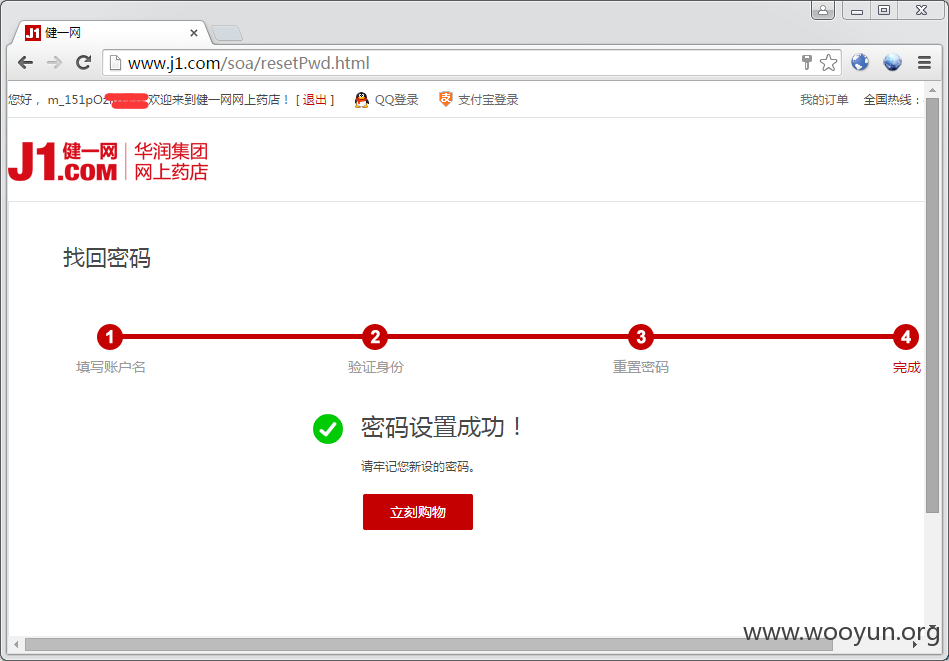 健一网
www.j1.com/soa/resetPwd.html
您好， m_151pOz 欢迎来到健一网网上药店！ [ 退出 ] QQ登录 支付宝登录 我的订单 全国热线：
J1.COM 健一网 华润集团
网上药店
找回密码
1 2 3 4
填写账户名 验证身份 重置密码 完成
密码设置成功！
请牢记您新设的密码。
立刻购物
www.wooyun.org